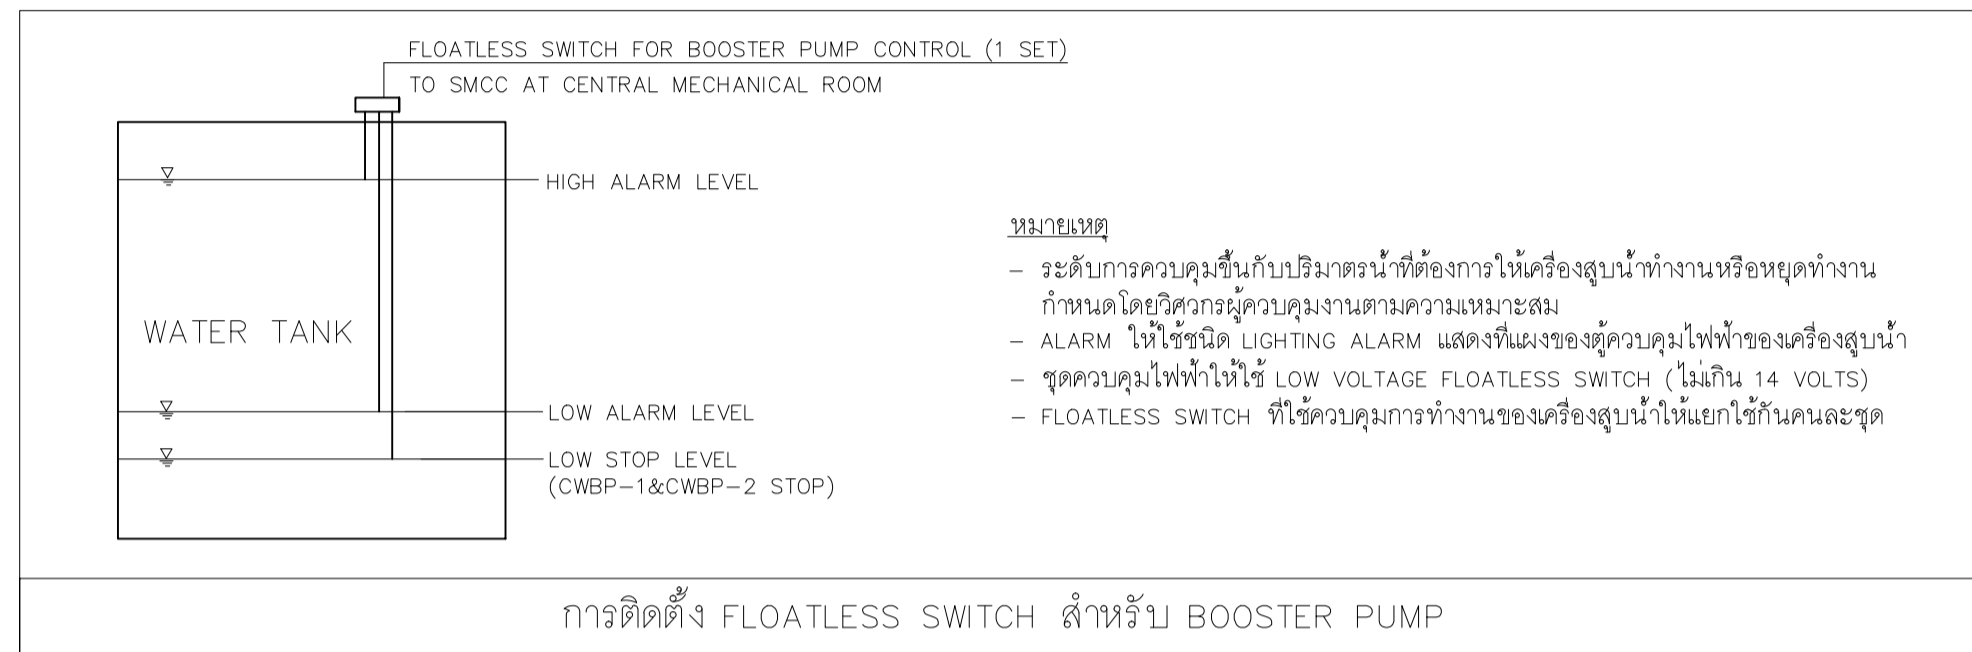 FLOATLESS SWITCH FOR BOOSTER PUMP CONTROL (1 SET)
TO SMCC AT CENTRAL MECHANICAL ROOM
HIGH ALARM LEVEL
WATER TANK
LOW ALARM LEVEL
LOW STOP LEVEL
(CWBP-1&CWBP-2 STOP)
หมายเหตุ
- ระดับการควบคุมขึ้นกับปริมาตรน้ำที่ต้องการให้เครื่องสูบน้ำทำงานหรือหยุดทำงาน
กำหนดโดยวิศวกรผู้ควบคุมงานตามความเหมาะสม
- ALARM ให้ใช้ชนิด LIGHTING ALARM แสดงที่แผงของตู้ควบคุมไฟฟ้าของเครื่องสูบน้ำ
- ชุดควบคุมไฟฟ้าให้ใช้ LOW VOLTAGE FLOATLESS SWITCH (ไม่เกิน 14 VOLTS)
- FLOATLESS SWITCH ที่ใช้ควบคุมการทำงานของเครื่องสูบน้ำให้แยกใช้กันคนละชุด
การติดตั้ง FLOATLESS SWITCH สำหรับ BOOSTER PUMP